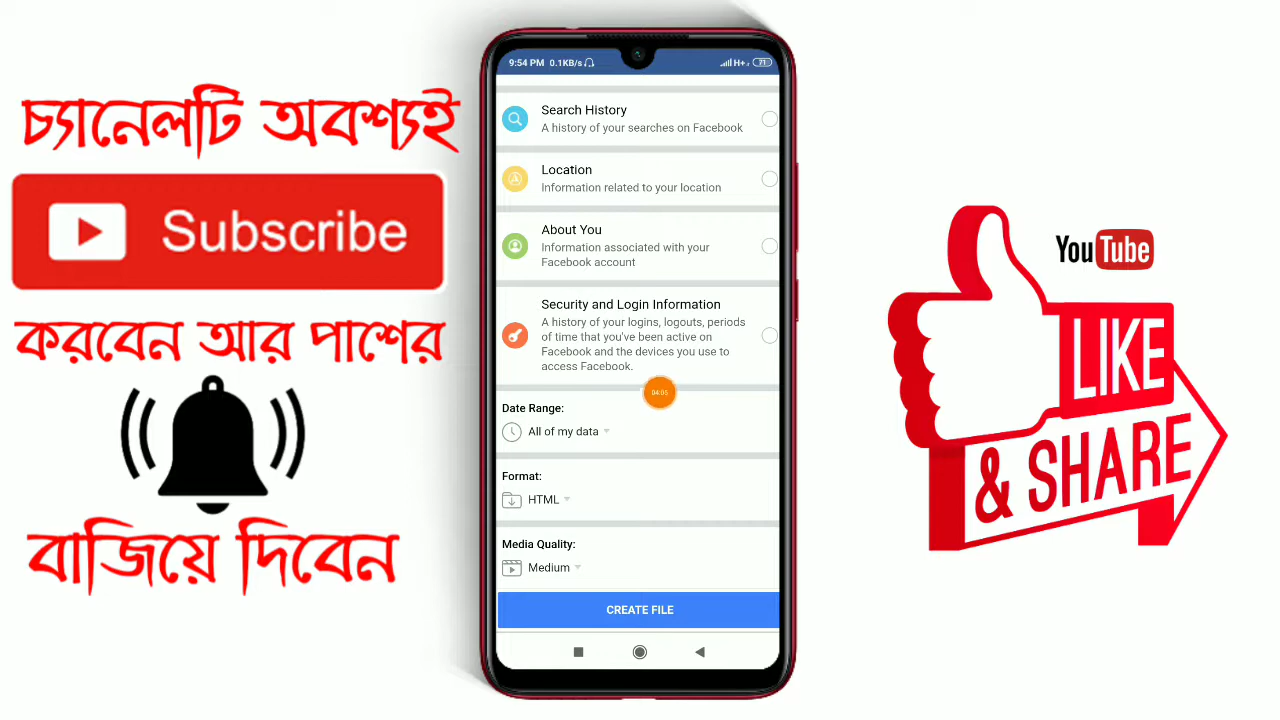 চ্যানেলটি অবশ্যই
Subscribe
করবেন আর পাশের
বাজিয়ে দিবেন
9:54 PM 0.1KB/s H+ 71
Search History
A history of your searches on Facebook
Location
Information related to your location
About You
Information associated with your
Facebook account
Security and Login Information
A history of your logins, logouts, periods
of time that you've been active on
Facebook and the devices you use to
access Facebook.
04:05
Date Range:
All of my data
Format:
HTML
Media Quality:
Medium
CREATE FILE
YouTube
LIKE
& SHARE